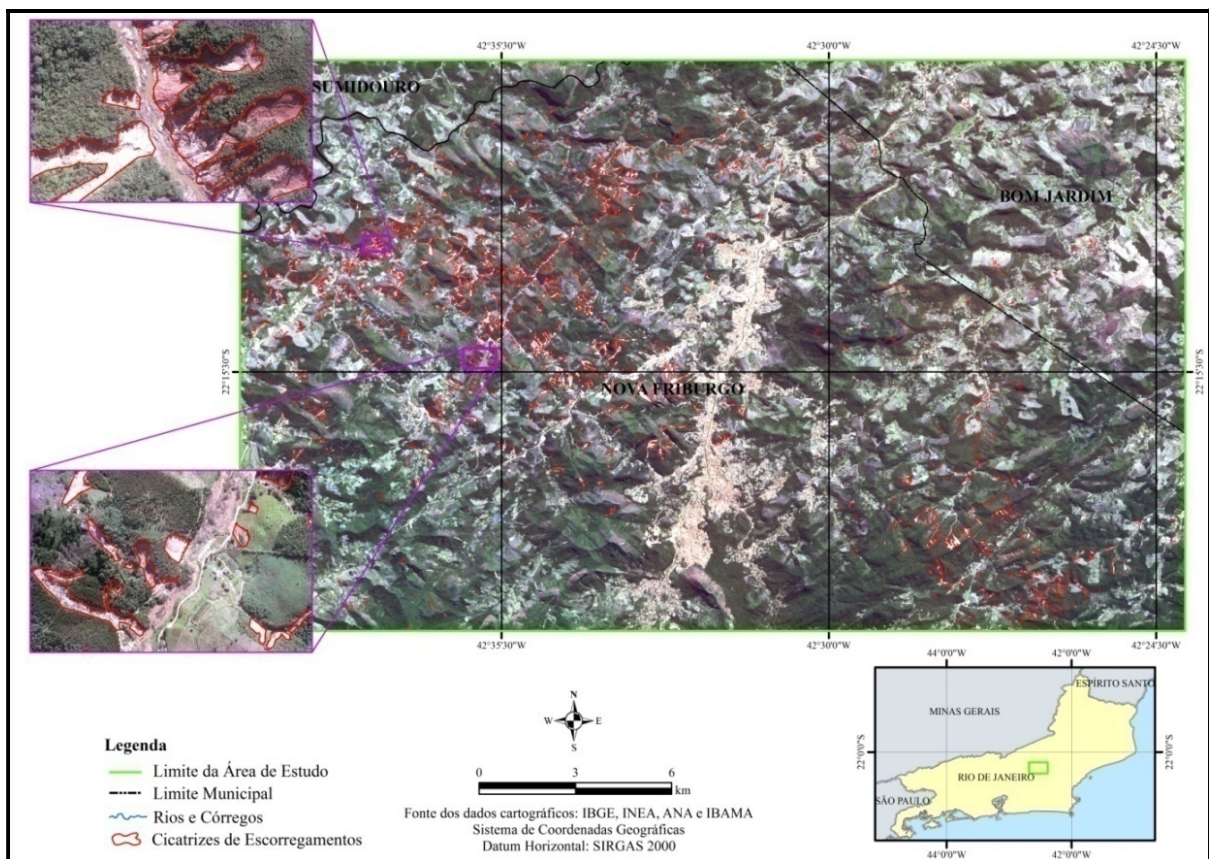 42°35'30"W
42°30'0"W
42°24'30"W
SUMIDOURO
BOM JARDIM
22°15'30"S
22°15'30"S
NOVA FRIBURGO
42°35'30"W
42°30'0"W
42°24'30"W
N
W E
S
Legenda
Limite da Área de Estudo
Limite Municipal
Rios e Córregos
Cicatrizes de Escorregamentos
0 3 6
km
Fonte dos dados cartográficos: IBGE, INEA, ANA e IBAMA
Sistema de Coordenadas Geográficas
Datum Horizontal: SIRGAS 2000
44°0'0"W
42°0'0"W
ESPÍRITO SANTO
MINAS GERAIS
22°0'0"S
22°0'0"S
RIO DE JANEIRO
SÃO PAULO
44°0'0"W
42°0'0"W